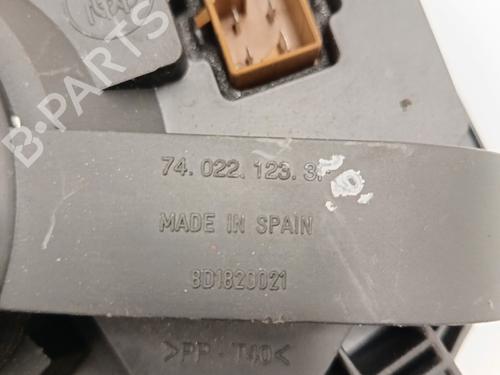 B-PARTS
74.022.123.3
MADE IN SPAIN
8D1820021
>PP-T40<